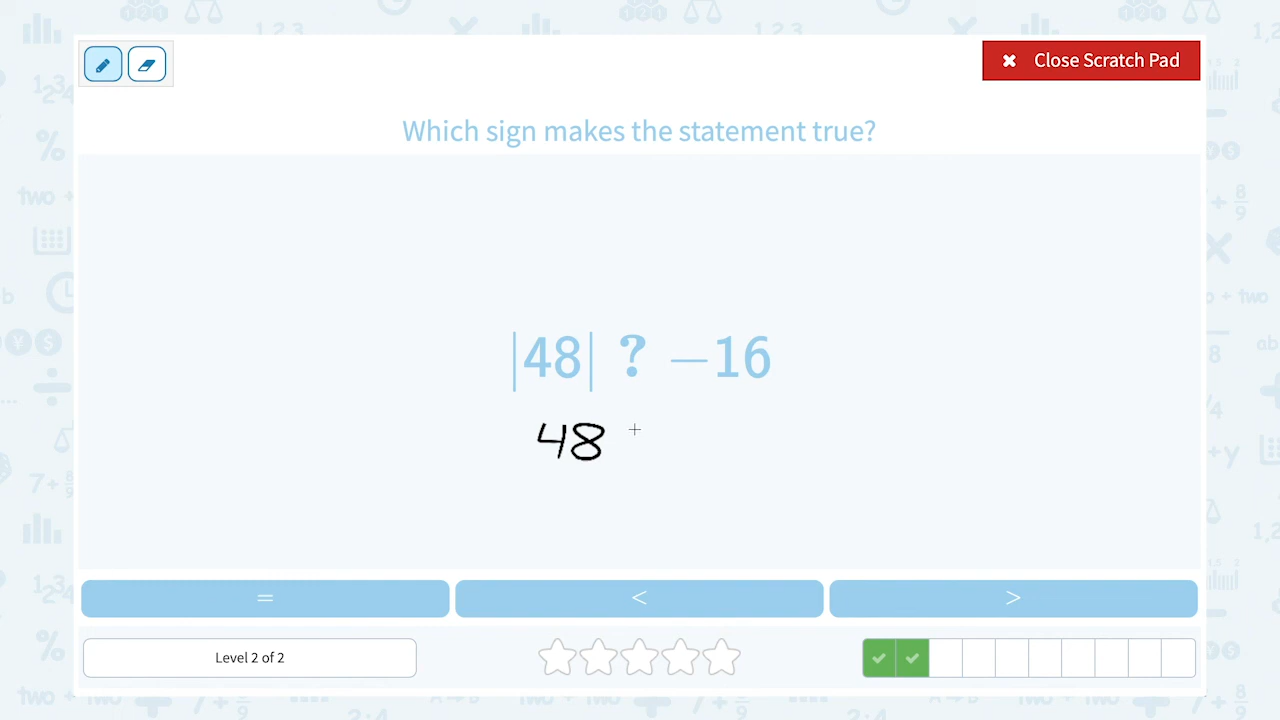 Close Scratch Pad
Which sign makes the statement true?
|48| ? −16
48
= < >
Level 2 of 2